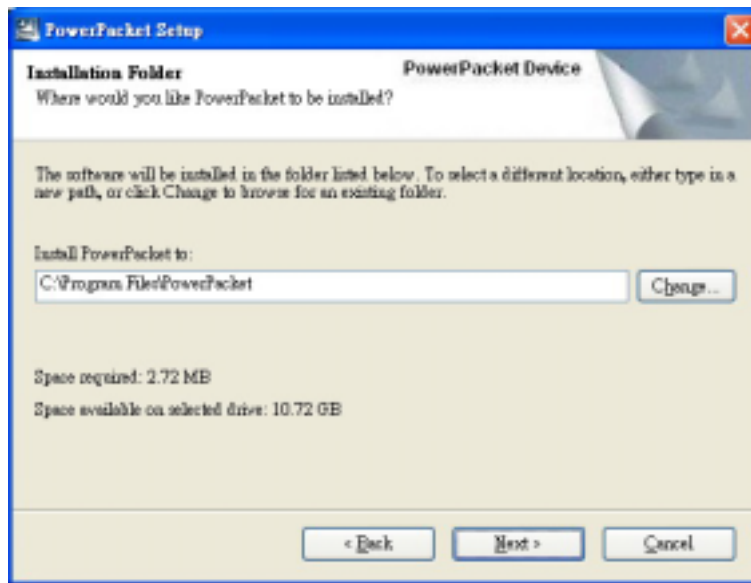 PowerPacket Setup
Installation Folder
PowerPacket Device
Where would you like PowerPacket to be installed?
The software will be installed in the folder listed below. To select a different location, either type in a
new path, or click Change to browse for an existing folder.
Install PowerPacket to:
C:\Program Files\PowerPacket
Change...
Space required: 2.72 MB
Space available on selected drive: 10.72 GB
< Back
Next >
Cancel